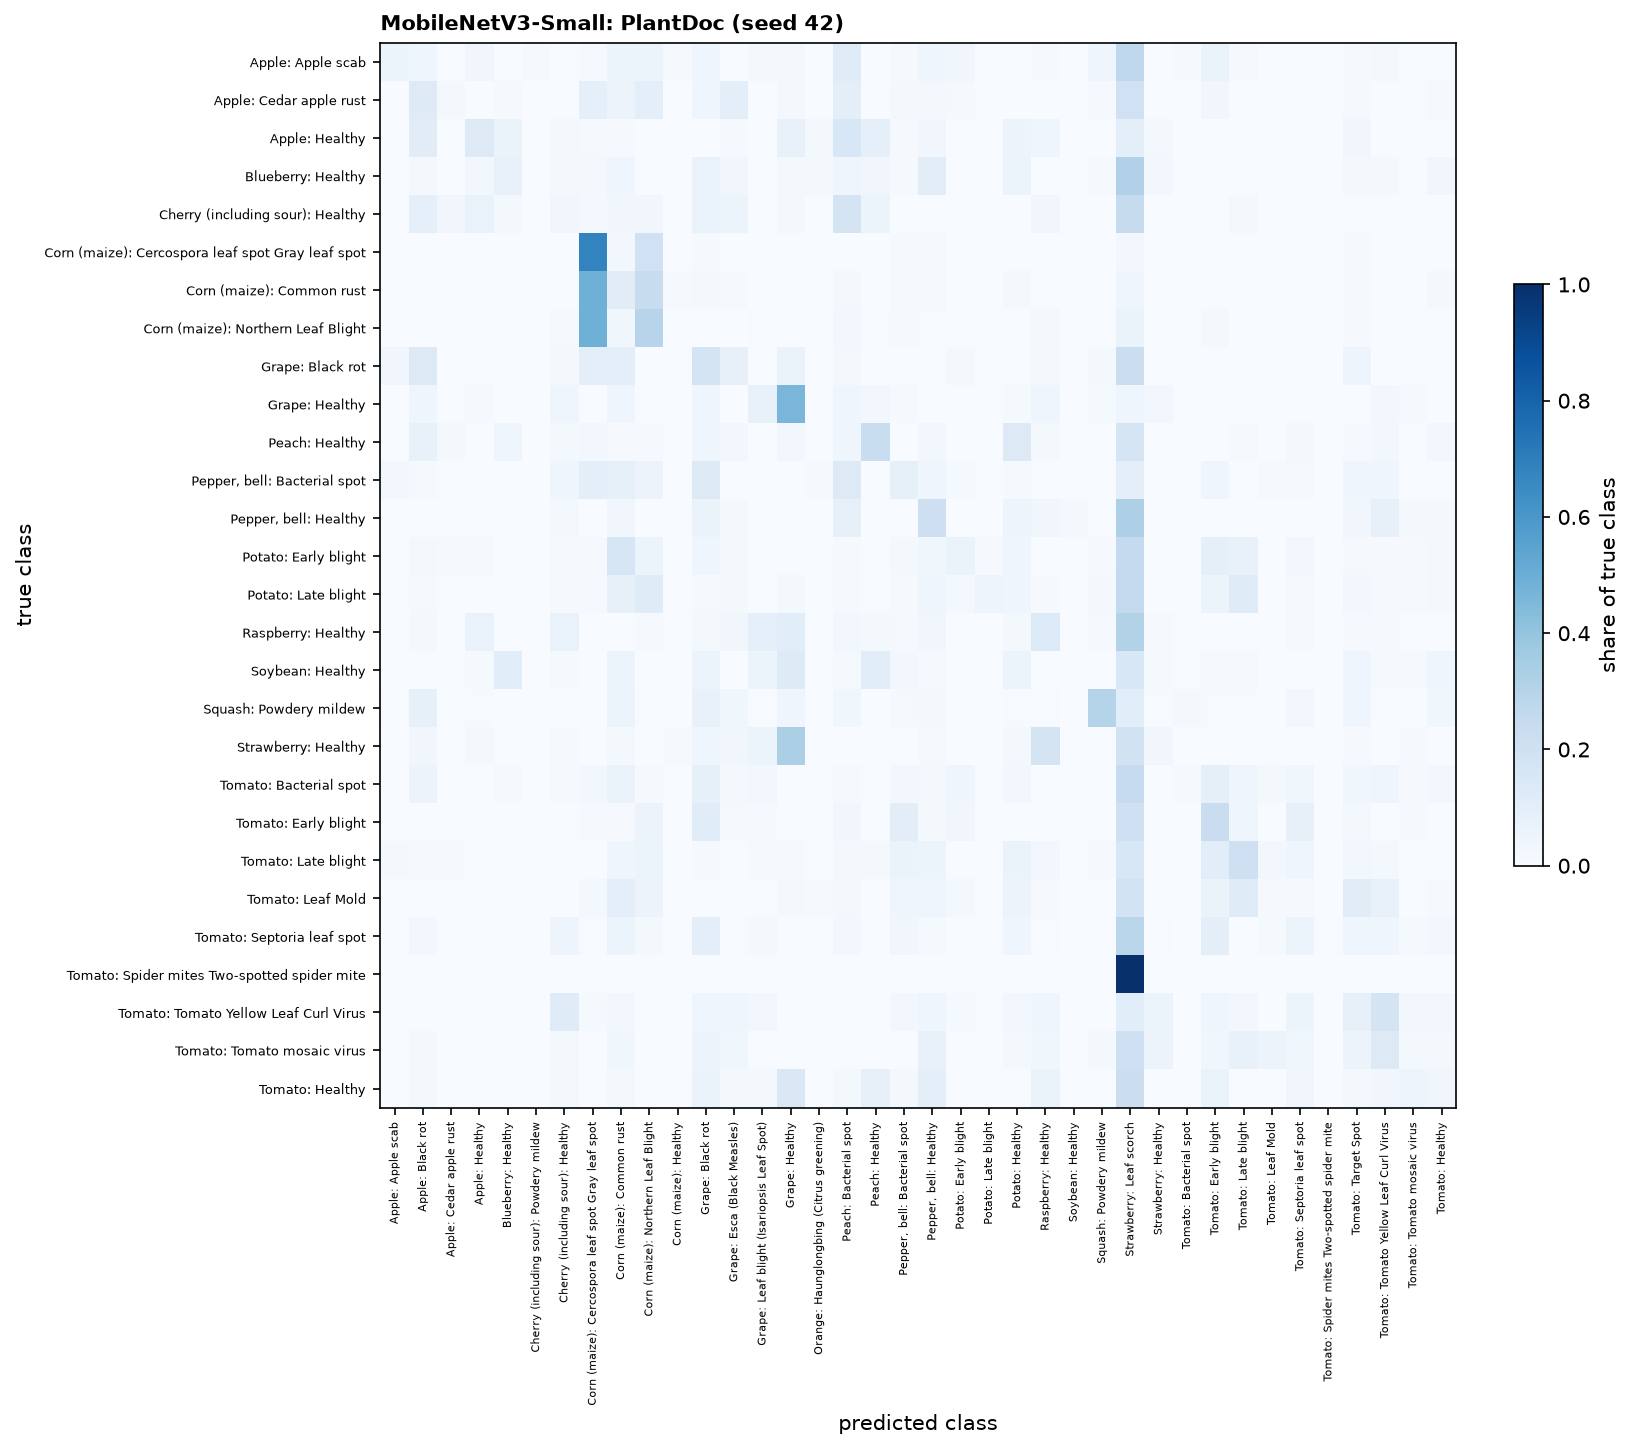 MobileNetV3-Small: PlantDoc (seed 42)
true class
Apple: Apple scab
Apple: Cedar apple rust
Apple: Healthy
Blueberry: Healthy
Cherry (including sour): Healthy
Corn (maize): Cercospora leaf spot Gray leaf spot
Corn (maize): Common rust
Corn (maize): Northern Leaf Blight
Grape: Black rot
Grape: Healthy
Peach: Healthy
Pepper, bell: Bacterial spot
Pepper, bell: Healthy
Potato: Early blight
Potato: Late blight
Raspberry: Healthy
Soybean: Healthy
Squash: Powdery mildew
Strawberry: Healthy
Tomato: Bacterial spot
Tomato: Early blight
Tomato: Late blight
Tomato: Leaf Mold
Tomato: Septoria leaf spot
Tomato: Spider mites Two-spotted spider mite
Tomato: Tomato Yellow Leaf Curl Virus
Tomato: Tomato mosaic virus
Tomato: Healthy
Apple: Apple scab
Apple: Black rot
Apple: Cedar apple rust
Apple: Healthy
Blueberry: Healthy
Cherry (including sour): Powdery mildew
Cherry (including sour): Healthy
Corn (maize): Cercospora leaf spot Gray leaf spot
Corn (maize): Common rust
Corn (maize): Northern Leaf Blight
Corn (maize): Healthy
Grape: Black rot
Grape: Esca (Black Measles)
Grape: Leaf blight (Isariopsis Leaf Spot)
Grape: Healthy
Orange: Haunglongbing (Citrus greening)
Peach: Bacterial spot
Peach: Healthy
Pepper, bell: Bacterial spot
Pepper, bell: Healthy
Potato: Early blight
Potato: Late blight
Potato: Healthy
Raspberry: Healthy
Soybean: Healthy
Squash: Powdery mildew
Strawberry: Leaf scorch
Strawberry: Healthy
Tomato: Bacterial spot
Tomato: Early blight
Tomato: Late blight
Tomato: Leaf Mold
Tomato: Septoria leaf spot
Tomato: Spider mites Two-spotted spider mite
Tomato: Target Spot
Tomato: Tomato Yellow Leaf Curl Virus
Tomato: Tomato mosaic virus
Tomato: Healthy
predicted class
1.0
0.8
0.6
0.4
0.2
0.0
share of true class